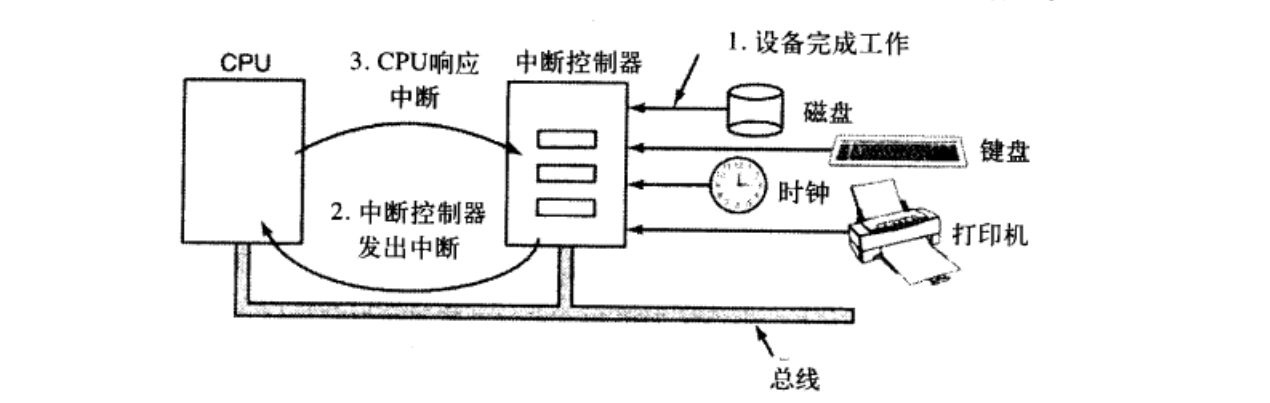 1. 设备完成工作
CPU
3. CPU响应
中断
中断控制器
磁盘
键盘
时钟
2. 中断控制器
发出中断
打印机
总线